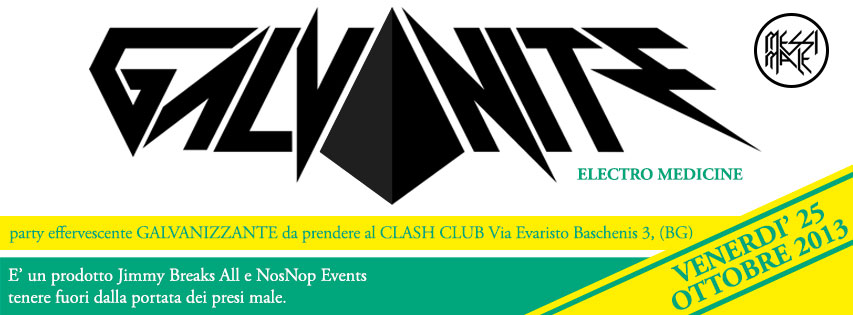 GALVANITE
MESSI
MALE
ELECTRO MEDICINE
party effervescente GALVANIZZANTE da prendere al CLASH CLUB Via Evaristo Baschenis 3, (BG)
VENERDI' 25
OTTOBRE 2013
E' un prodotto Jimmy Breaks All e NosNop Events
tenere fuori dalla portata dei presi male.